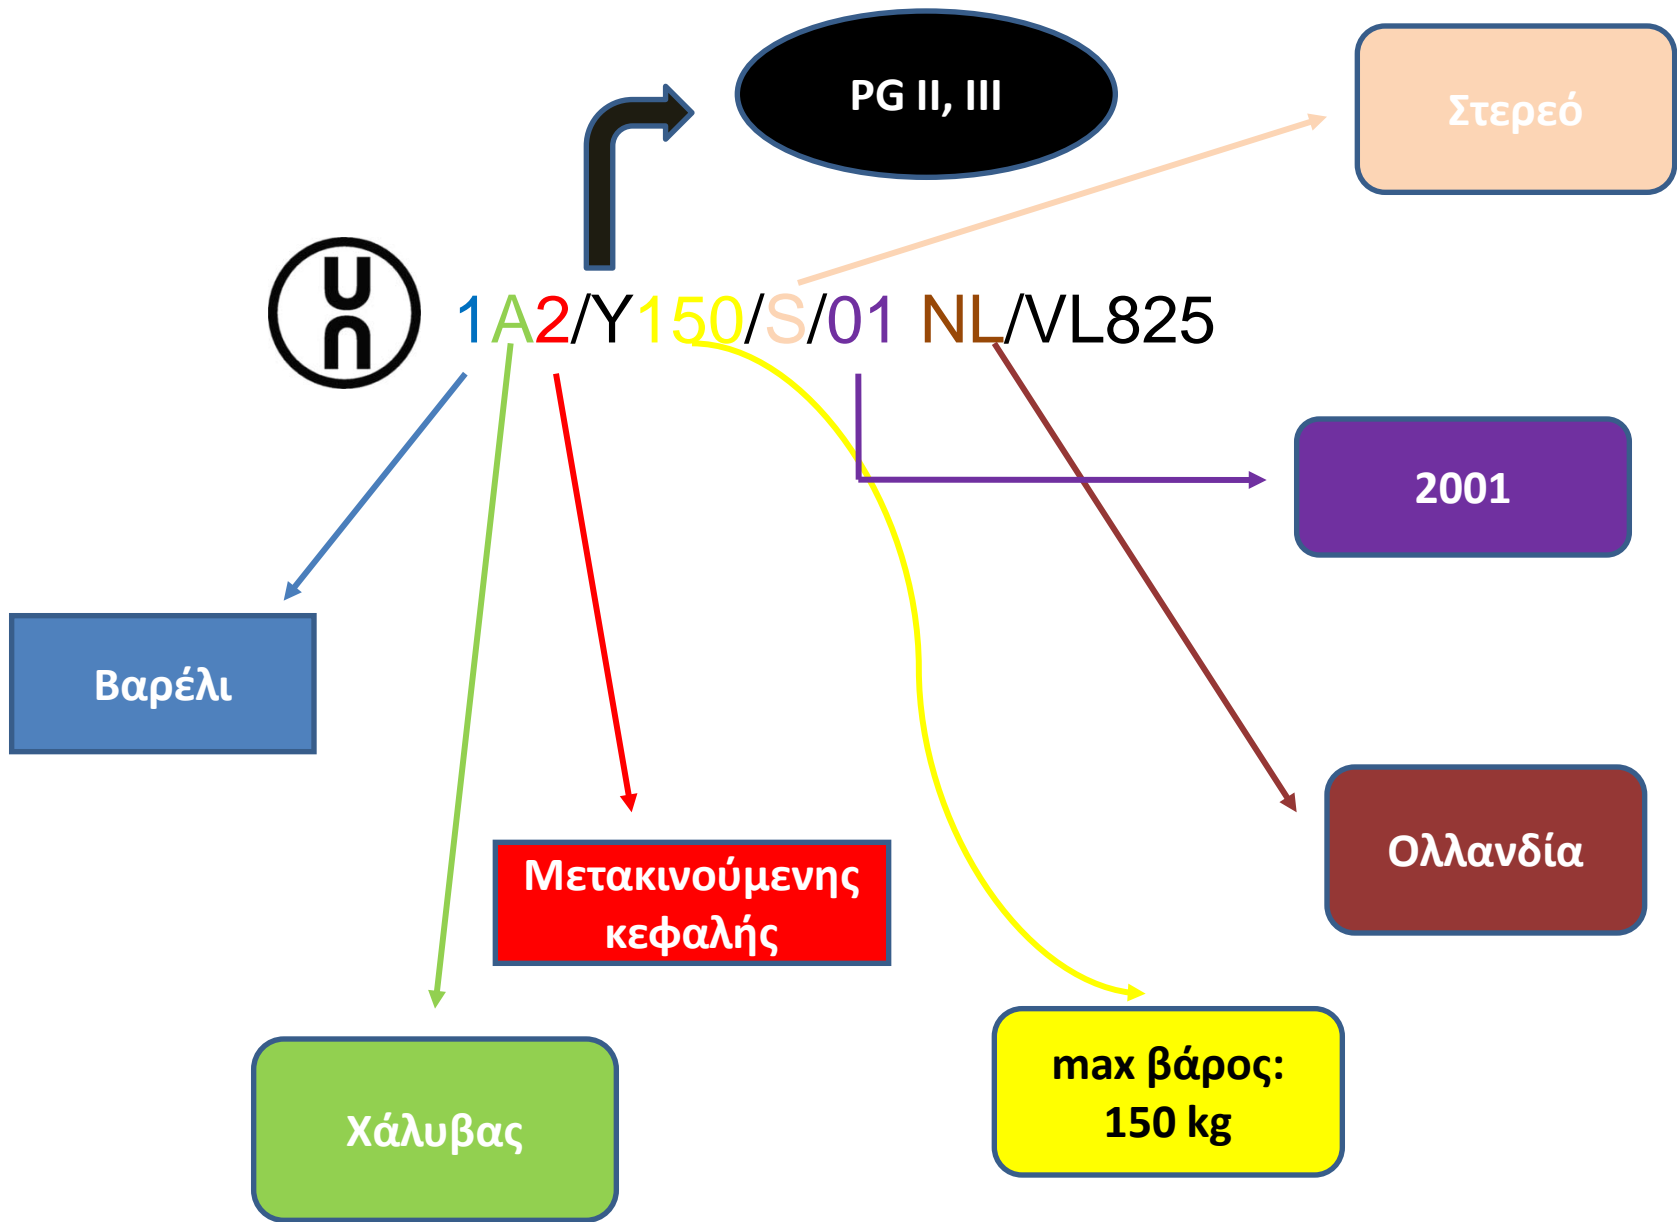 PG II, III
Στερεό
un
1A2/Y150/S/01 NL/VL825
2001
Βαρέλι
Μετακινούμενης
κεφαλής
Ολλανδία
Χάλυβας
max βάρος:
150 kg